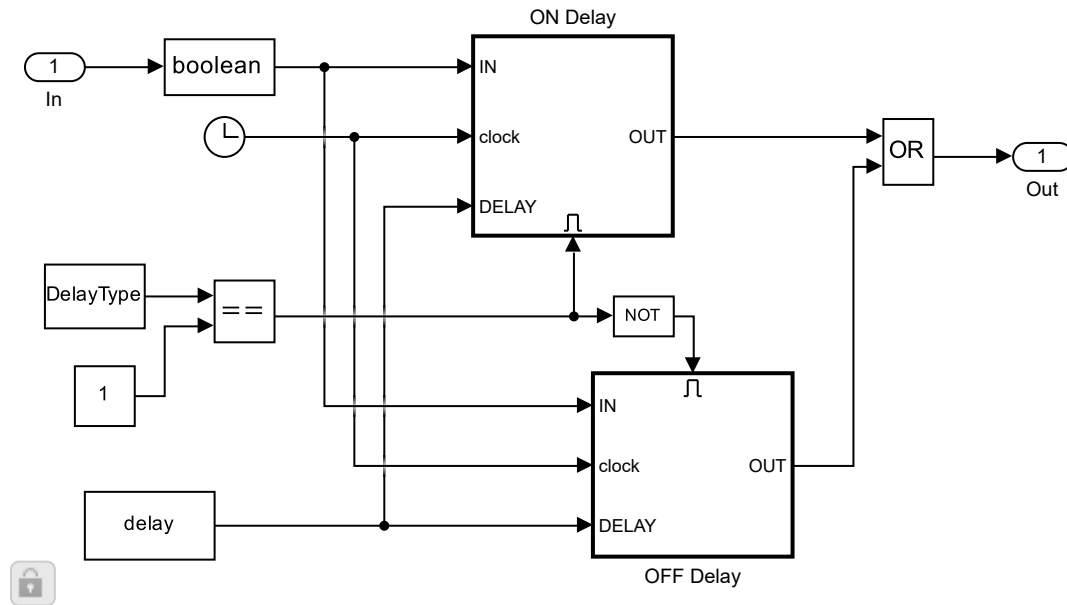 ON Delay
1
In
boolean
IN
clock
OUT
DELAY
OR
1
Out
DelayType
==
NOT
1
IN
clock
OUT
DELAY
delay
OFF Delay